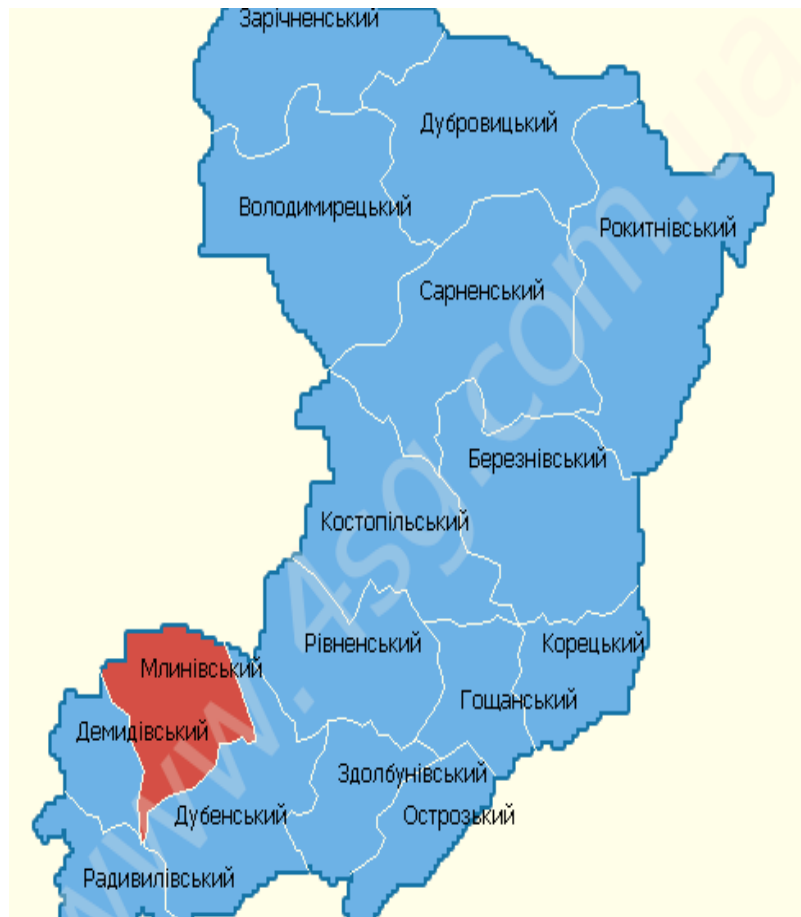 Зарічненський
Дубровицький
Володимирецький
Рокитнівський
Сарненський
Березнівський
Костопільський
Рівненський
Корецький
Млинівський
Гощанський
Демидівський
Здолбунівський
Дубенський
Острозький
Радивилівський
www.4sg.com.ua